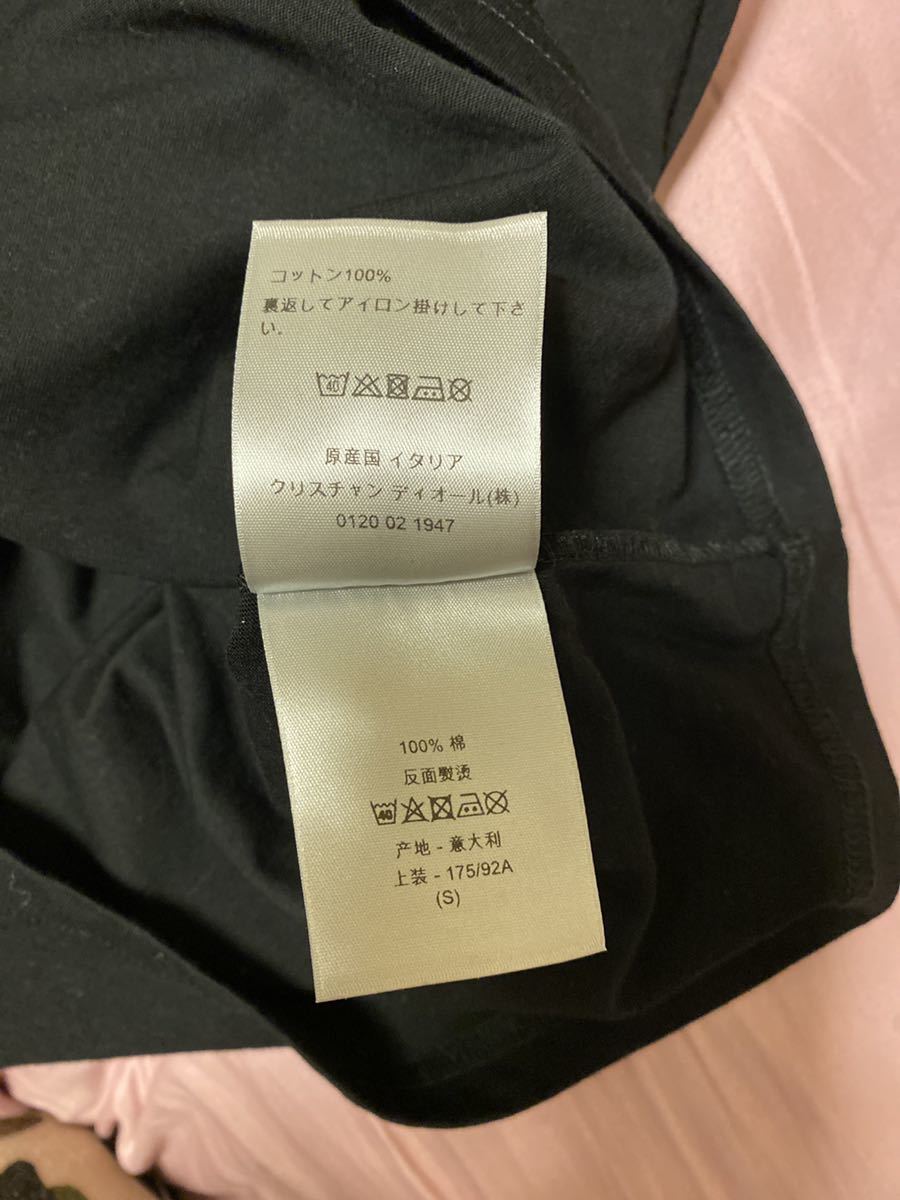 コットン100%
裏返してアイロン掛けして下さ
い.
40
原産国 イタリア
クリスチャン ディオール(株)
0120 02 1947
100% 棉
反面熨烫
40
产地 - 意大利
上装 - 175/92A
(S)